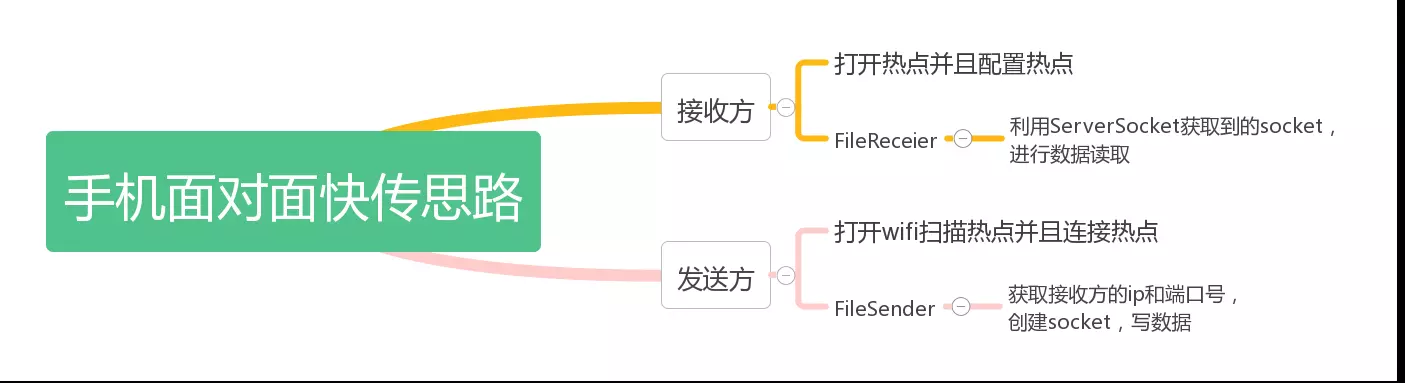 手机面对面快传思路
接收方
打开热点并且配置热点
FileReceier
利用ServerSocket获取到的socket，
进行数据读取
发送方
打开wifi扫描热点并且连接热点
FileSender
获取接收方的ip和端口号，
创建socket，写数据